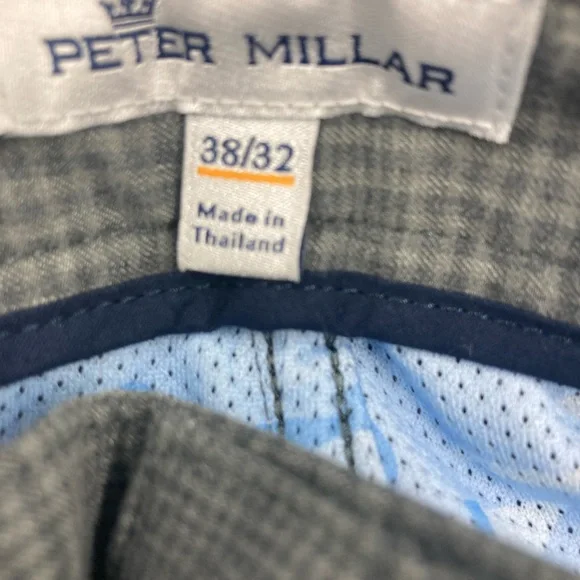 PETER MILLAR
38/32
Made in
Thailand